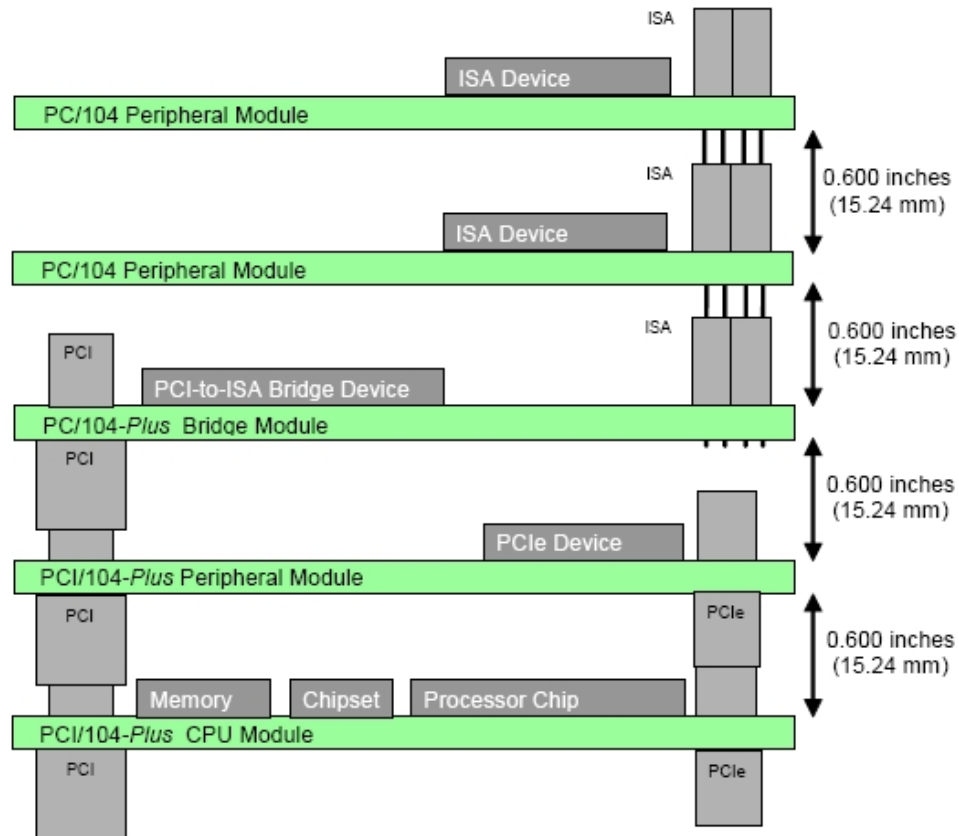 ISA
ISA Device
PC/104 Peripheral Module
ISA
0.600 inches
(15.24 mm)
ISA Device
PC/104 Peripheral Module
ISA
0.600 inches
(15.24 mm)
PCI
PCI-to-ISA Bridge Device
PC/104-Plus Bridge Module
PCI
0.600 inches
(15.24 mm)
PCIe Device
PCI/104-Plus Peripheral Module
PCI
PCIe
0.600 inches
(15.24 mm)
Memory
Chipset
Processor Chip
PCI/104-Plus CPU Module
PCI
PCIe